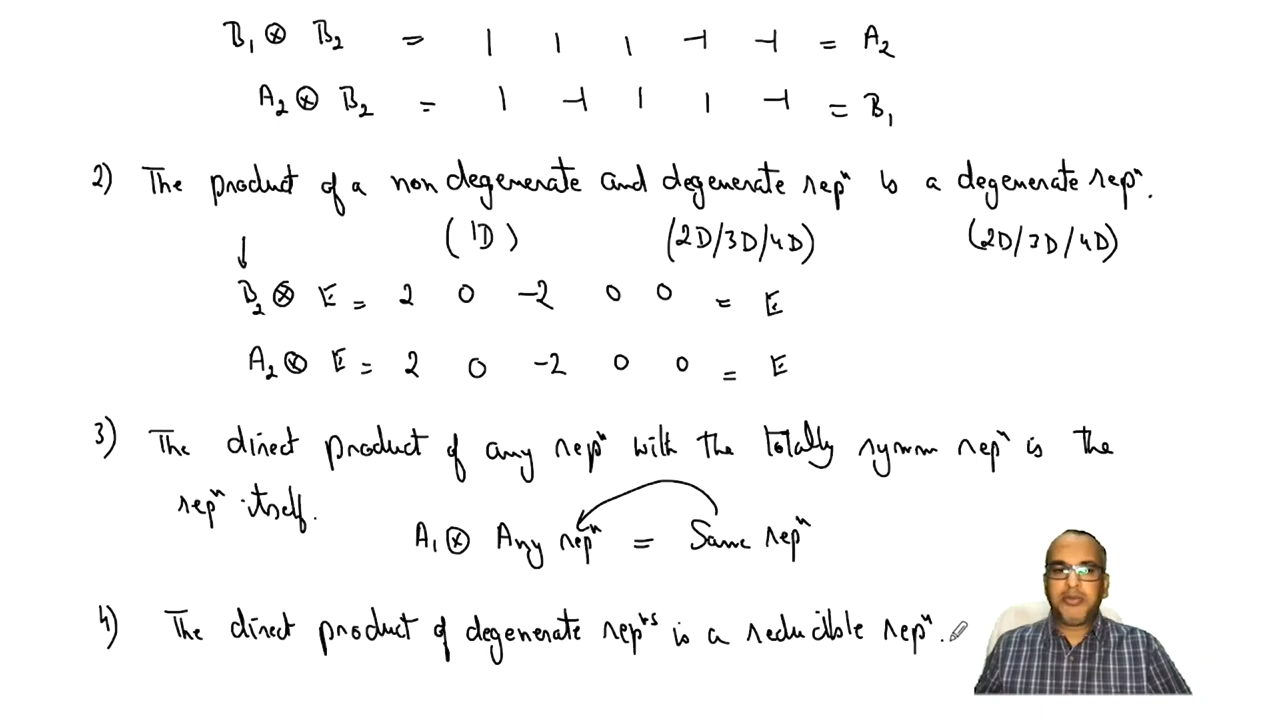 B₁ ⊗ B₂ = 1 1 1 -1 -1 = A₂
A₂ ⊗ B₂ = 1 -1 1 1 -1 = B₁
2) The product of a non degenerate and degenerate repⁿ is a degenerate repⁿ.
(1D) (2D/3D/4D) (2D/3D/4D)
↓
B₂ ⊗ E = 2 0 -2 0 0 = E
A₂ ⊗ E = 2 0 -2 0 0 = E
3) The direct product of any repⁿ with the totally symm repⁿ is the
repⁿ itself.
A₁ ⊗ Any repⁿ = Same repⁿ
4) The direct product of degenerate repⁿˢ is a reducible repⁿ.